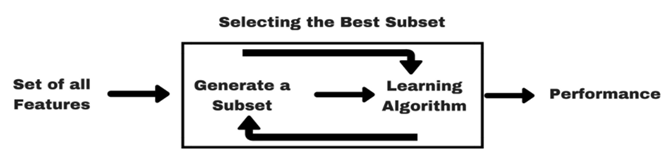 Selecting the Best Subset
Set of all
Features
Generate a
Subset
Learning
Algorithm
Performance